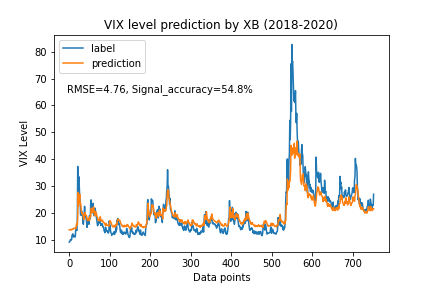 VIX level prediction by XB (2018-2020)
label
prediction
RMSE=4.76, Signal_accuracy=54.8%
VIX Level
80
70
60
50
40
30
20
10
0 100 200 300 400 500 600 700
Data points